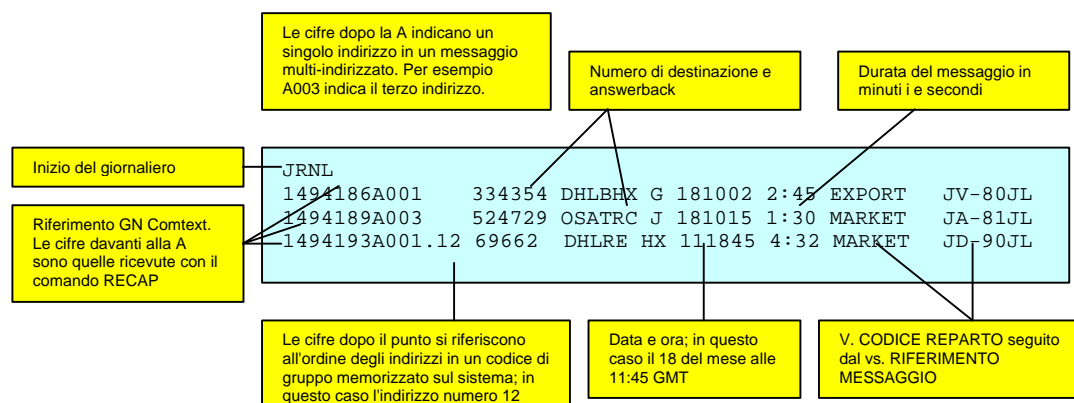 Le cifre dopo la A indicano un
singolo indirizzo in un messaggio
multi-indirizzato. Per esempio
A003 indica il terzo indirizzo.
Numero di destinazione e
answerback
Durata del messaggio in
minuti i e secondi
Inizio del giornaliero
Riferimento GN Comtext.
Le cifre davanti alla A
sono quelle ricevute con il
comando RECAP
JRNL
1494186A001 334354 DHLBHX G 181002 2:45 EXPORT JV-80JL
1494189A003 524729 OSATRC J 181015 1:30 MARKET JA-81JL
1494193A001.12 69662 DHLRE HX 111845 4:32 MARKET JD-90JL
Le cifre dopo il punto si riferiscono
all'ordine degli indirizzi in un codice di
gruppo memorizzato sul sistema; in
questo caso l'indirizzo numero 12
Data e ora; in questo
caso il 18 del mese alle
11:45 GMT
V. CODICE REPARTO seguito
dal vs. RIFERIMENTO
MESSAGGIO